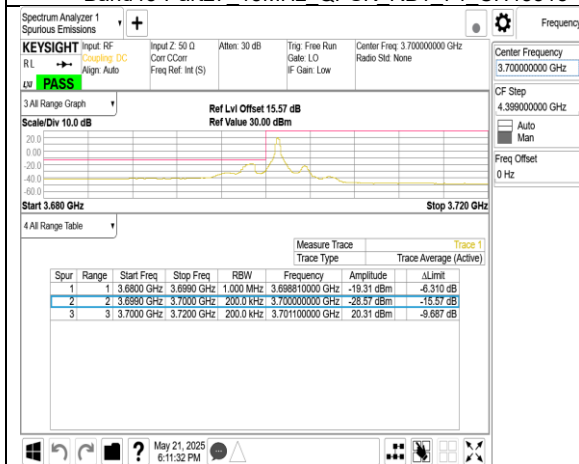 Spectrum Analyzer 1
Spurious Emissions
Frequency
KEYSIGHT
RL
Align: Auto
Input: RF
Coupling: DC
Input Z: 50 Ω
Corr CCorr
Freq Ref: Int (S)
Atten: 30 dB
Trig: Free Run
Gate: LO
IF Gain: Low
Center Freq: 3.700000000 GHz
Radio Std: None
PASS
Center Frequency
3.700000000 GHz
CF Step
4.399000000 GHz
Auto
Man
Freq Offset
0 Hz
3 All Range Graph
Scale/Div 10.0 dB
Ref Lvl Offset 15.57 dB
Ref Value 30.00 dBm
20.0
0.00
-20.0
-40.0
-60.0
Start 3.680 GHz
Stop 3.720 GHz
4 All Range Table
Measure Trace Trace 1
Trace Type Trace Average (Active)
Spur Range Start Freq Stop Freq RBW Frequency Amplitude ΔLimit
1 1 3.6800 GHz 3.6990 GHz 1.000 MHz 3.698810000 GHz -19.31 dBm -6.310 dB
2 2 3.6990 GHz 3.7000 GHz 200.0 kHz 3.700000000 GHz -28.57 dBm -15.57 dB
3 3 3.7000 GHz 3.7200 GHz 200.0 kHz 3.701100000 GHz 20.31 dBm -9.687 dB
May 21, 2025
6:11:32 PM